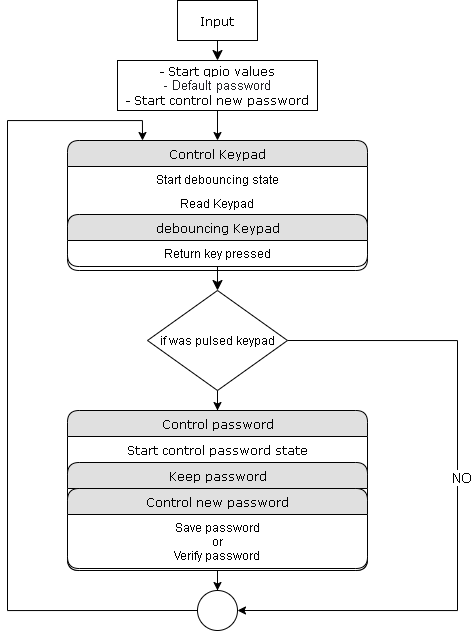 Input
- Start gpio values
- Default password
- Start control new password
Control Keypad
Start debouncing state
Read Keypad
debouncing Keypad
Return key pressed
if was pulsed keypad
Control password
Start control password state
Keep password
NO
Control new password
Save password
or
Verify password